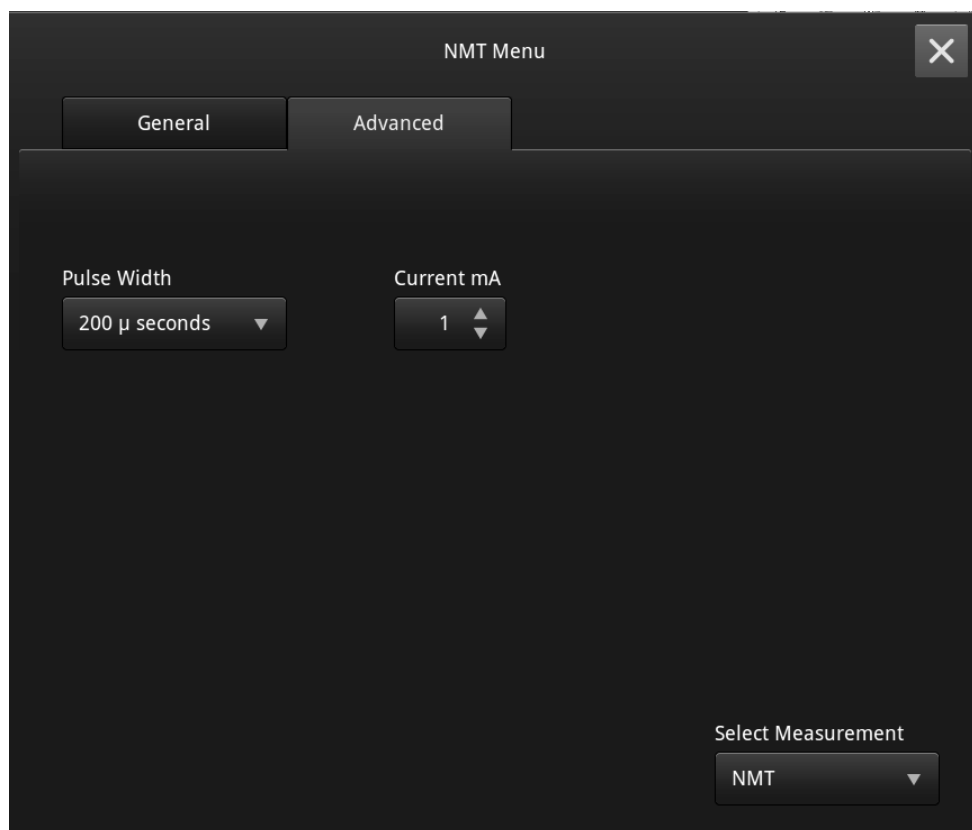 NMT Menu
General
Advanced
Pulse Width
Current mA
200 µ seconds
1
Select Measurement
NMT